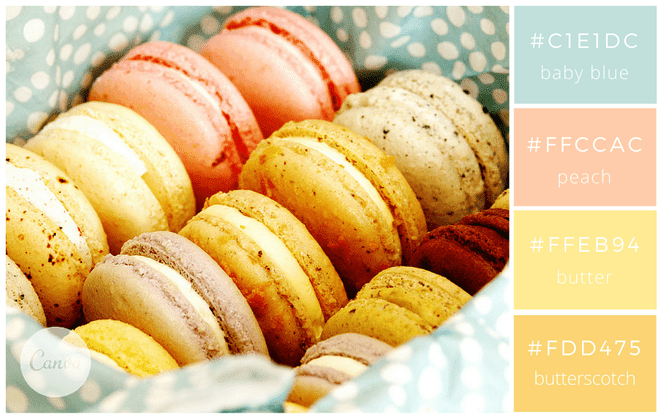 #C1E1DC
baby blue
#FFCCAC
peach
#FFEB94
butter
#FDD475
butterscotch
Canva